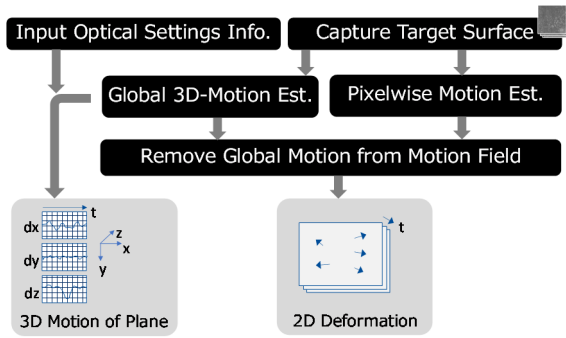 Input Optical Settings Info.
Capture Target Surface
Global 3D-Motion Est.
Pixelwise Motion Est.
Remove Global Motion from Motion Field
t
dx
z
x
dy
y
dz
3D Motion of Plane
t
2D Deformation